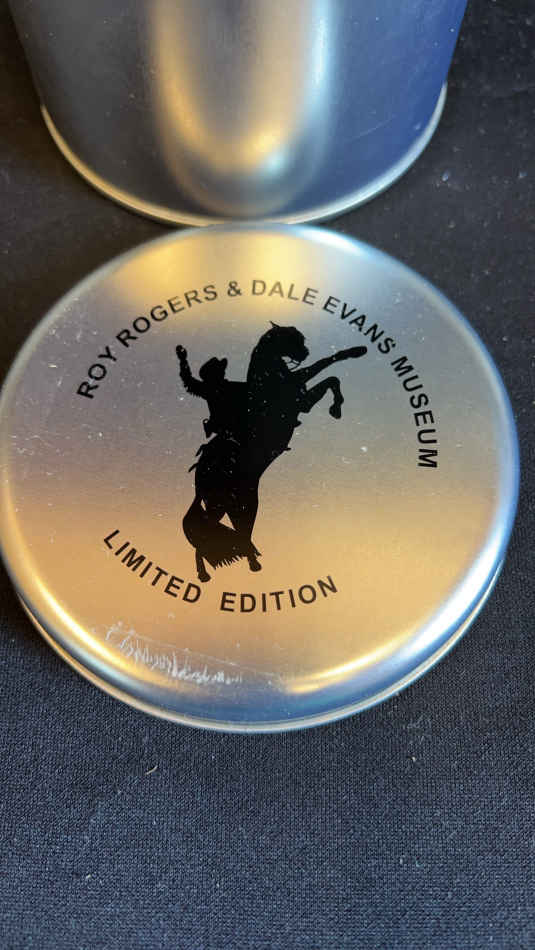 ROY ROGERS & DALE EVANS MUSEUM
LIMITED EDITION